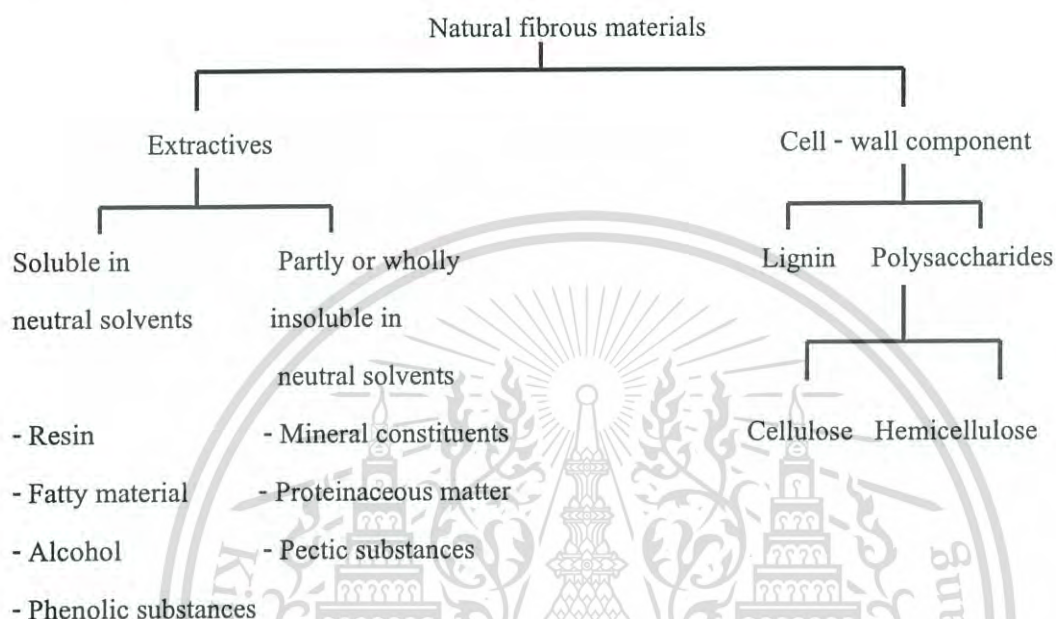 Natural fibrous materials
Extractives
Cell - wall component
Soluble in
neutral solvents
Partly or wholly
insoluble in
neutral solvents
Lignin
Polysaccharides
- Resin
- Fatty material
- Alcohol
- Phenolic substances
- Mineral constituents
- Proteinaceous matter
- Pectic substances
Cellulose
Hemicellulose